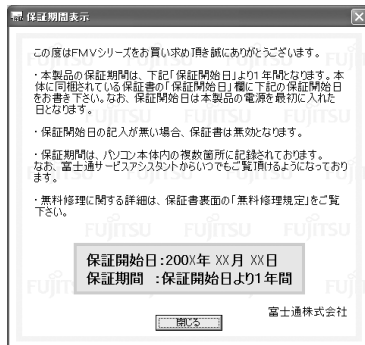 保証期間表示
この度はFMVシリーズをお買い求め頂き誠にありがとうございます。
・本製品の保証期間は、下記「保証開始日」より1年間となります。本
体に同梱されている保証書の「保証開始日」欄に下記の保証開始日
をお書き下さい。なお、保証開始日は本製品の電源を最初に入れた
日となります。
・保証開始日の記入が無い場合、保証書は無効となります。
・保証期間は、パソコン本体内の複数箇所に記録されております。
なお、富士通サービスアシスタントからいつでもご覧頂けるようになっており
ます。
・無料修理に関する詳細は、保証書裏面の「無料修理規定」をご覧
下さい。
保証開始日:200X年 XX月 XX日
保証期間 :保証開始日より1年間
富士通株式会社
閉じる